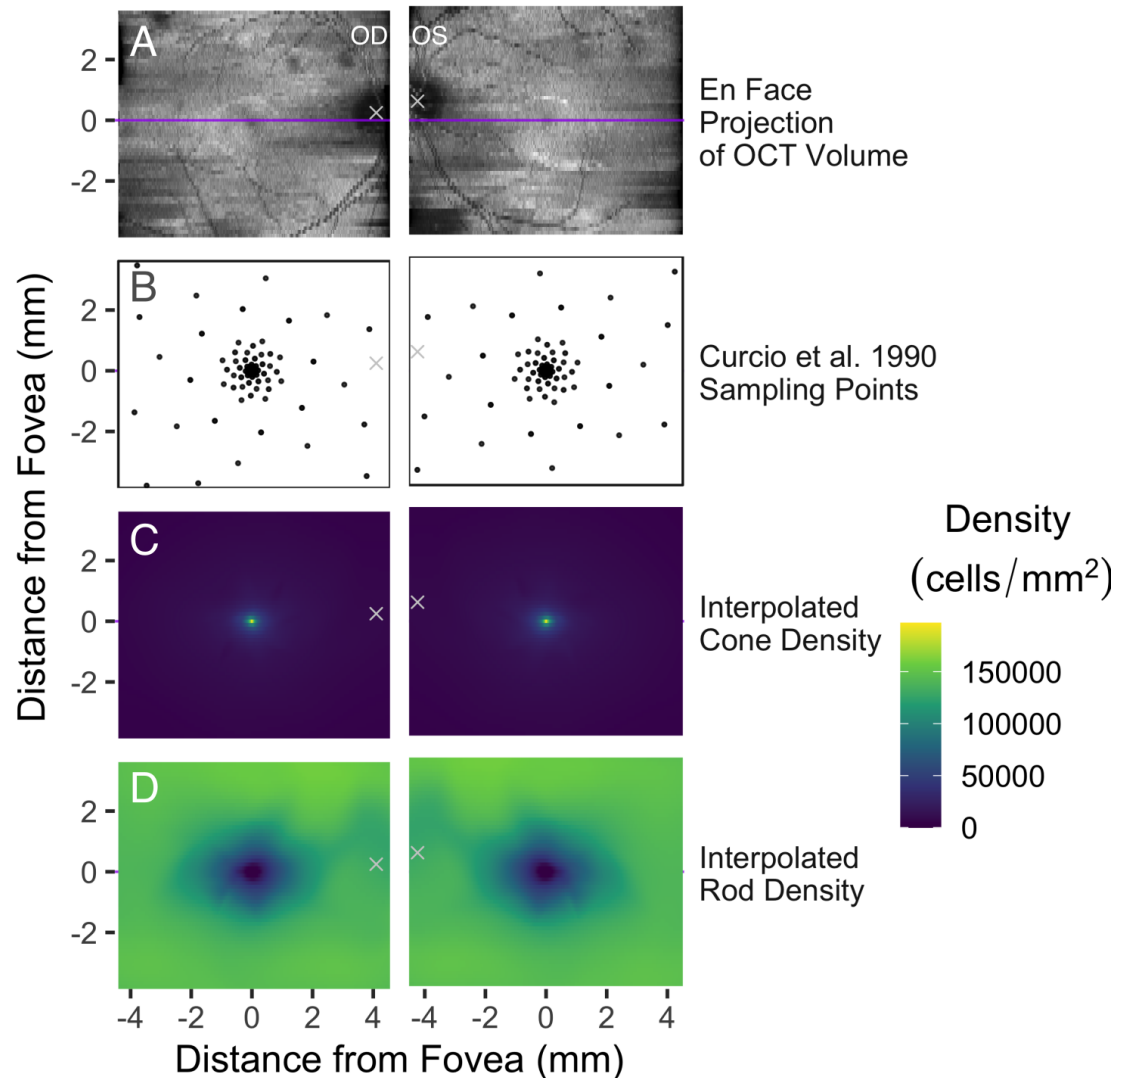 A
OD
OS
2
0
-2
En Face
Projection
of OCT Volume
B
2
0
-2
Curcio et al. 1990
Sampling Points
Distance from Fovea (mm)
C
2
0
-2
Interpolated
Cone Density
Density
(cells/mm²)
150000
100000
50000
0
D
2
0
-2
Interpolated
Rod Density
-4 -2 0 2 4
-4 -2 0 2 4
Distance from Fovea (mm)